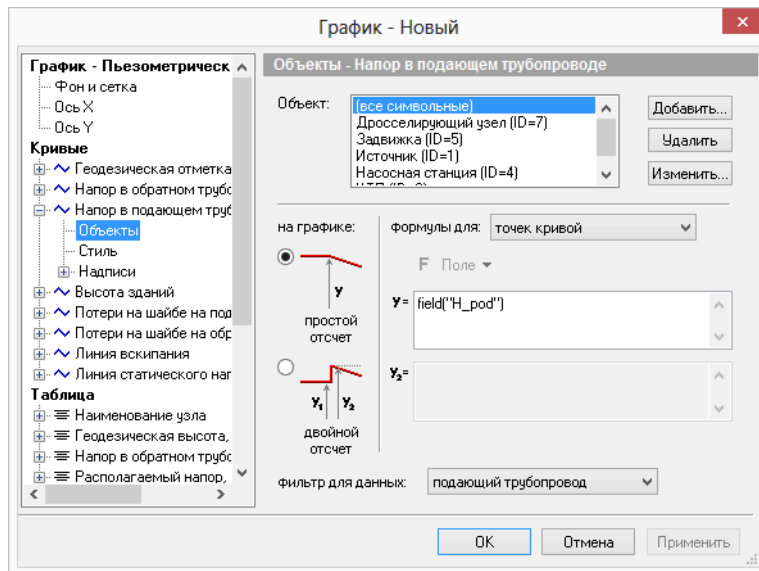 График - Новый
График - Пьезометрическ
Фон и сетка
Ось X
Ось Y
Кривые
Геодезическая отметка
Напор в обратном трубс
Напор в подающем труб
Объекты
Стиль
Надписи
Высота зданий
Потери на шайбе на под
Потери на шайбе на обр
Линия вскипания
Линия статического наг
Таблица
Наименование узла
Геодезическая высота,
Напор в обратном трубс
Располагаемый напор,
Объекты - Напор в подающем трубопроводе
Объект:
(все символьные)
Дросселирующий узел (ID=7)
Задвижка (ID=5)
Источник (ID=1)
Насосная станция (ID=4)
Добавить...
Удалить
Изменить...
на графике:
y
простой
отсчет
y₁ y₂
двойной
отсчет
формулы для: точек кривой
F Поле
y= field("H_pod")
y₂=
фильтр для данных: подающий трубопровод
OK Отмена Применить